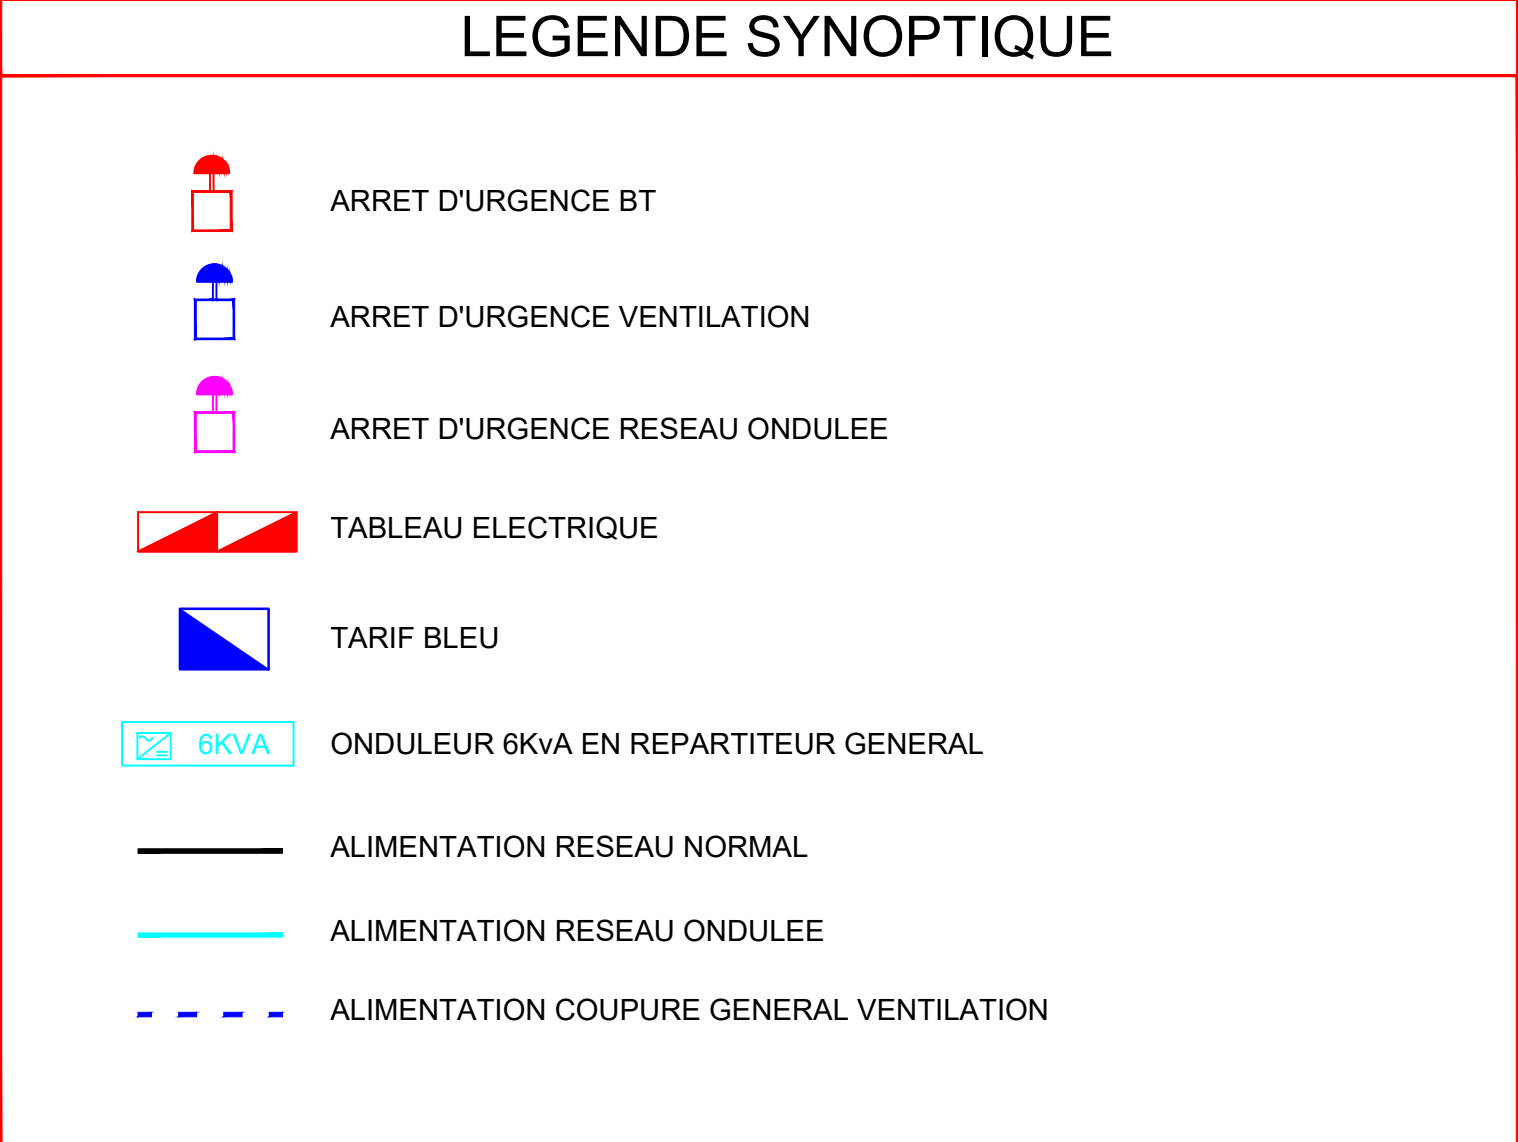 LEGENDE SYNOPTIQUE
ARRET D'URGENCE BT
ARRET D'URGENCE VENTILATION
ARRET D'URGENCE RESEAU ONDULEE
TABLEAU ELECTRIQUE
TARIF BLEU
6KVA ONDULEUR 6KvA EN REPARTITEUR GENERAL
ALIMENTATION RESEAU NORMAL
ALIMENTATION RESEAU ONDULEE
ALIMENTATION COUPURE GENERAL VENTILATION